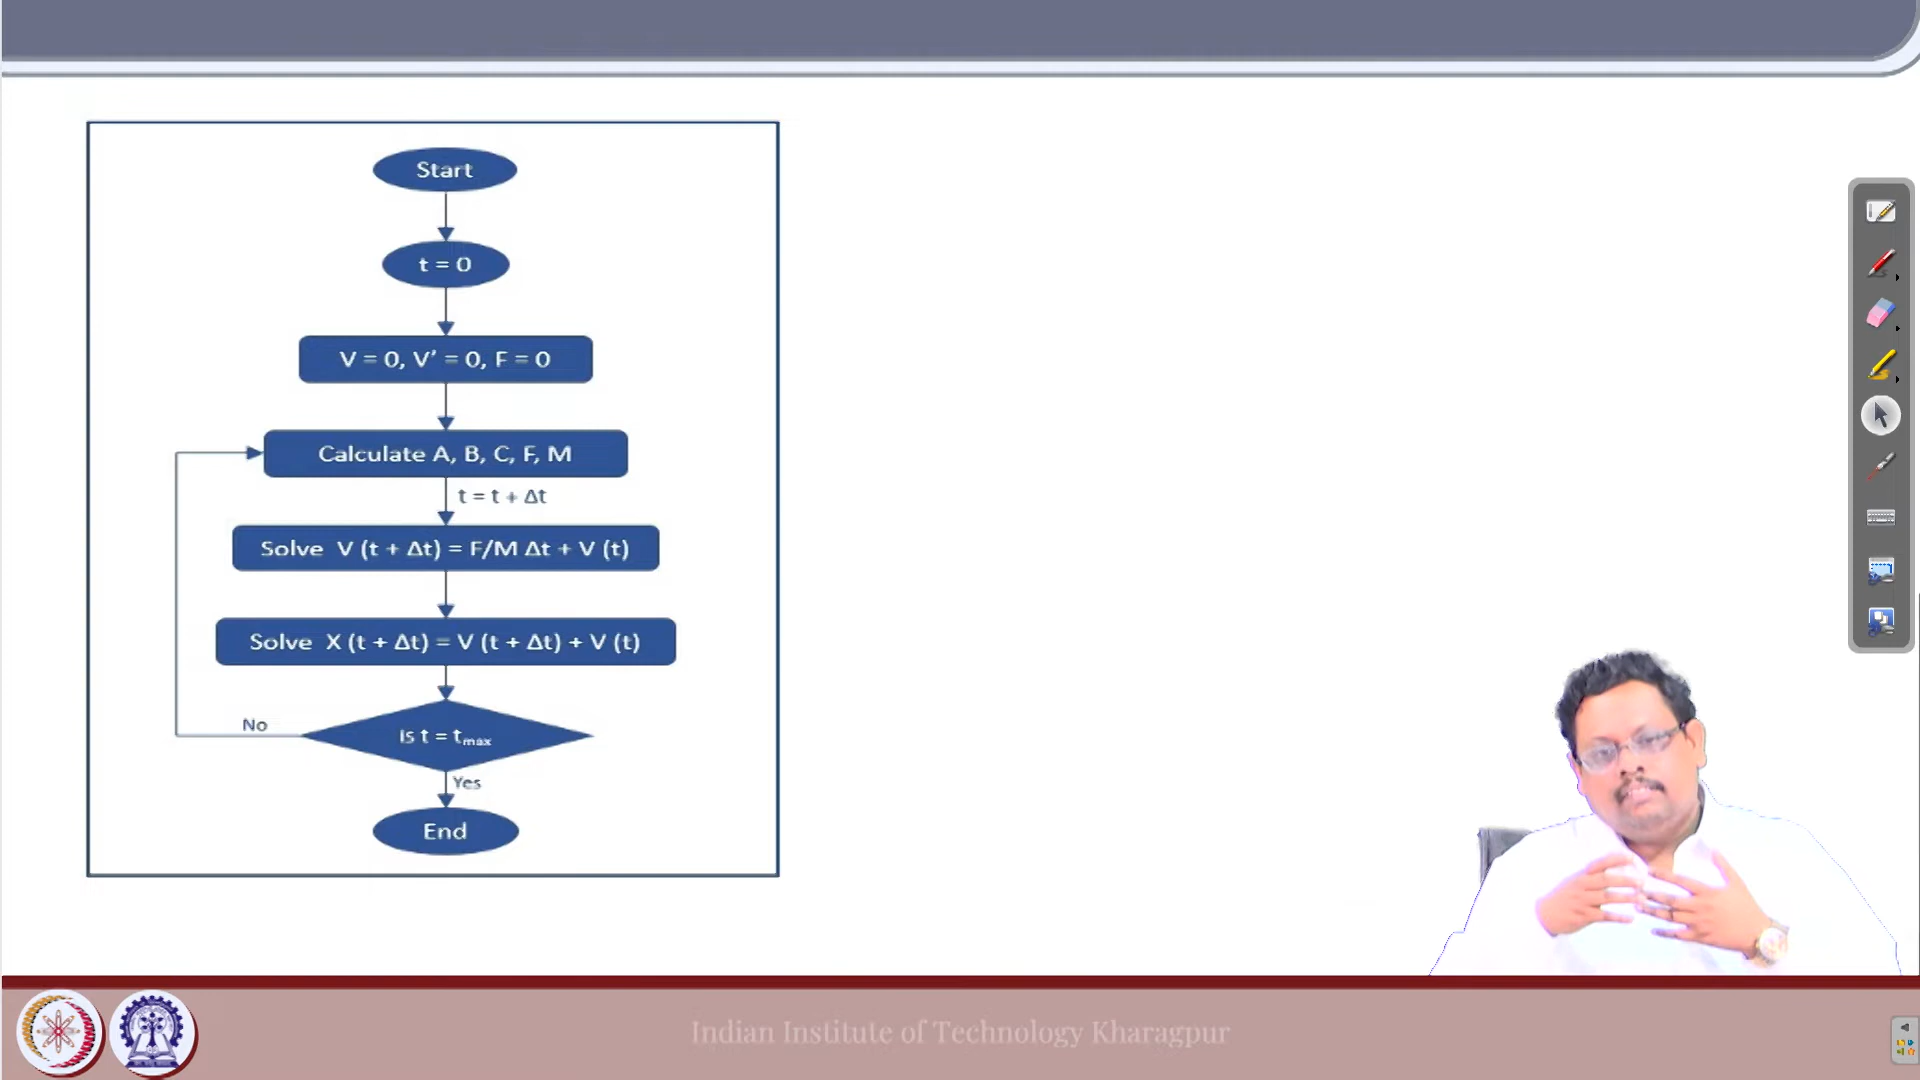 Start
t = 0
V = 0, V' = 0, F = 0
Calculate A, B, C, F, M
t = t + Δt
Solve V (t + Δt) = F/M Δt + V (t)
Solve X (t + Δt) = V (t + Δt) + V (t)
No
is t = tmax
Yes
End
Indian Institute of Technology Kharagpur